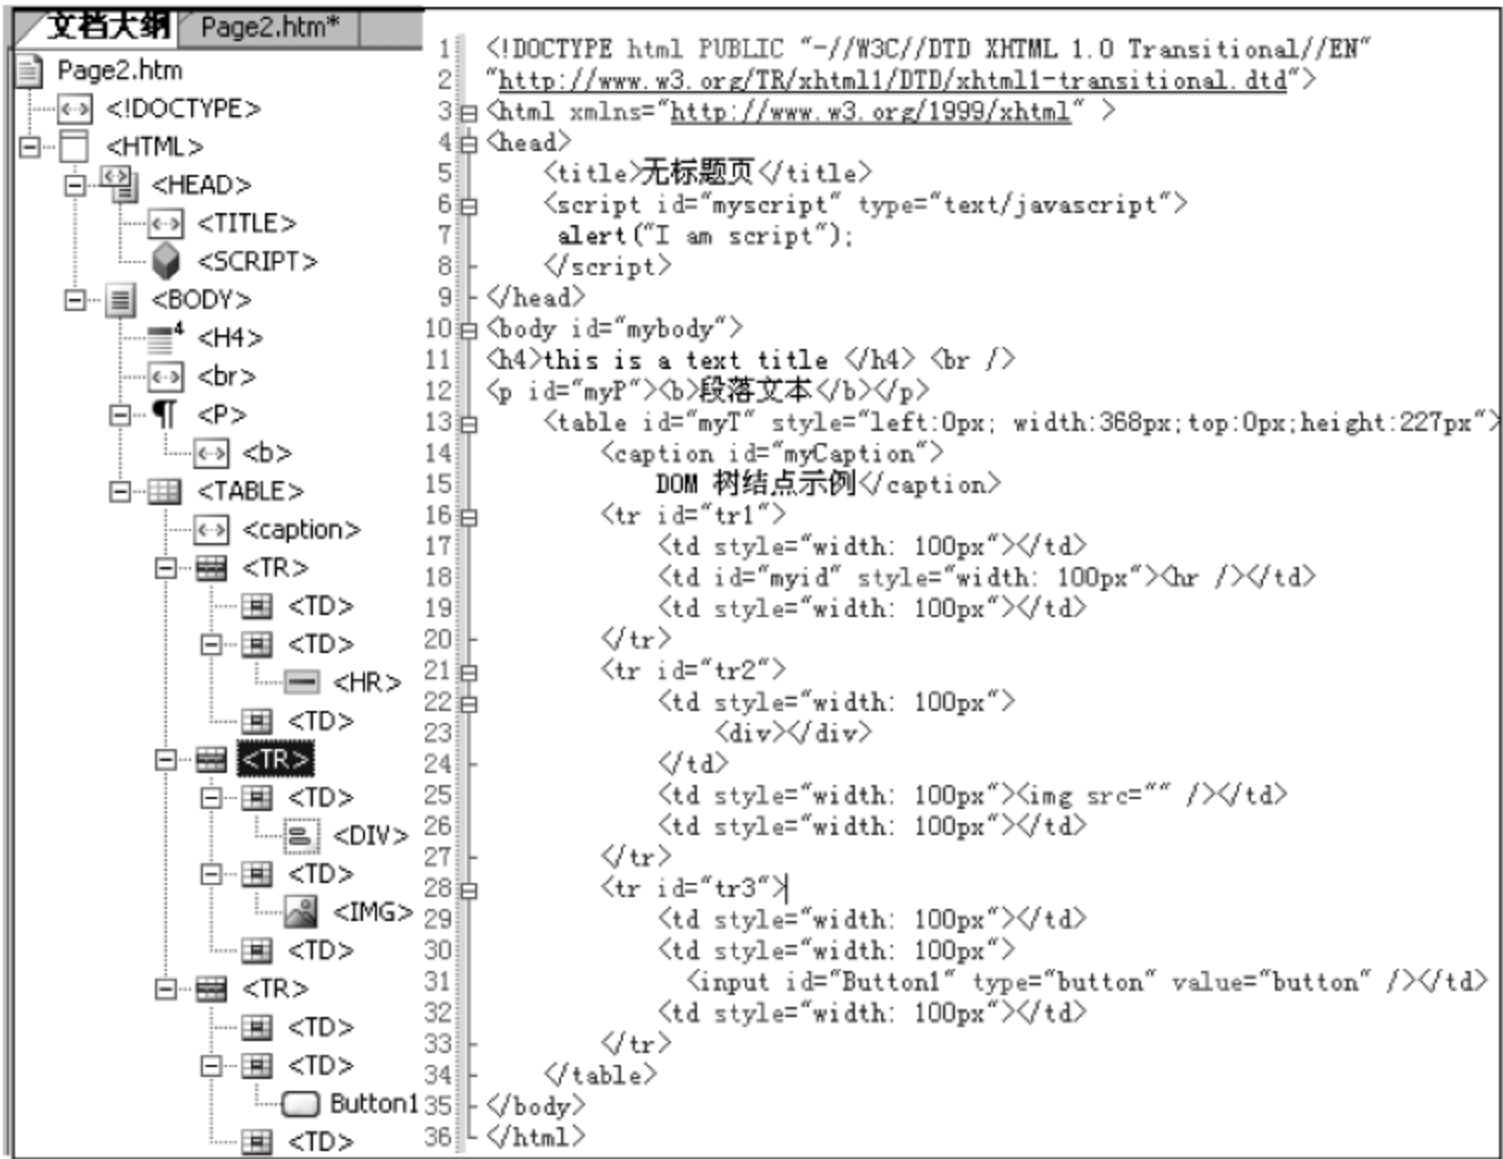 文档大纲 Page2.htm*
Page2.htm
<!DOCTYPE>
<HTML>
<HEAD>
<TITLE>
<SCRIPT>
<BODY>
<H4>
<br>
<P>
<b>
<TABLE>
<caption>
<TR>
<TD>
<TD>
<HR>
<TD>
<TR>
<TD>
<DIV>
<TD>
<IMG>
<TD>
<TR>
<TD>
<TD>
Button1
<TD>
1 <!DOCTYPE html PUBLIC "-//W3C//DTD XHTML 1.0 Transitional//EN"
2 "http://www.w3.org/TR/xhtml1/DTD/xhtml1-transitional.dtd">
3 <html xmlns="http://www.w3.org/1999/xhtml" >
4 <head>
5 <title>无标题页</title>
6 <script id="myscript" type="text/javascript">
7 alert("I am script");
8 </script>
9 </head>
10 <body id="mybody">
11 <h4>this is a text title </h4> <br />
12 <p id="myP"><b>段落文本</b></p>
13 <table id="myT" style="left:0px; width:368px;top:0px;height:227px">
14 <caption id="myCaption">
15 DOM 树结点示例</caption>
16 <tr id="tr1">
17 <td style="width: 100px"></td>
18 <td id="myid" style="width: 100px"><hr /></td>
19 <td style="width: 100px"></td>
20 </tr>
21 <tr id="tr2">
22 <td style="width: 100px">
23 <div></div>
24 </td>
25 <td style="width: 100px"><img src="" /></td>
26 <td style="width: 100px"></td>
27 </tr>
28 <tr id="tr3">
29 <td style="width: 100px"></td>
30 <td style="width: 100px">
31 <input id="Button1" type="button" value="button" /></td>
32 <td style="width: 100px"></td>
33 </tr>
34 </table>
35 </body>
36 </html>